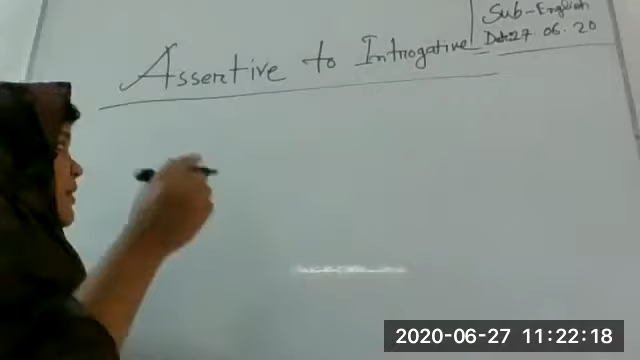 Sub-English
Date:27.06.20
Assertive to Introgative
2020-06-27 11:22:18